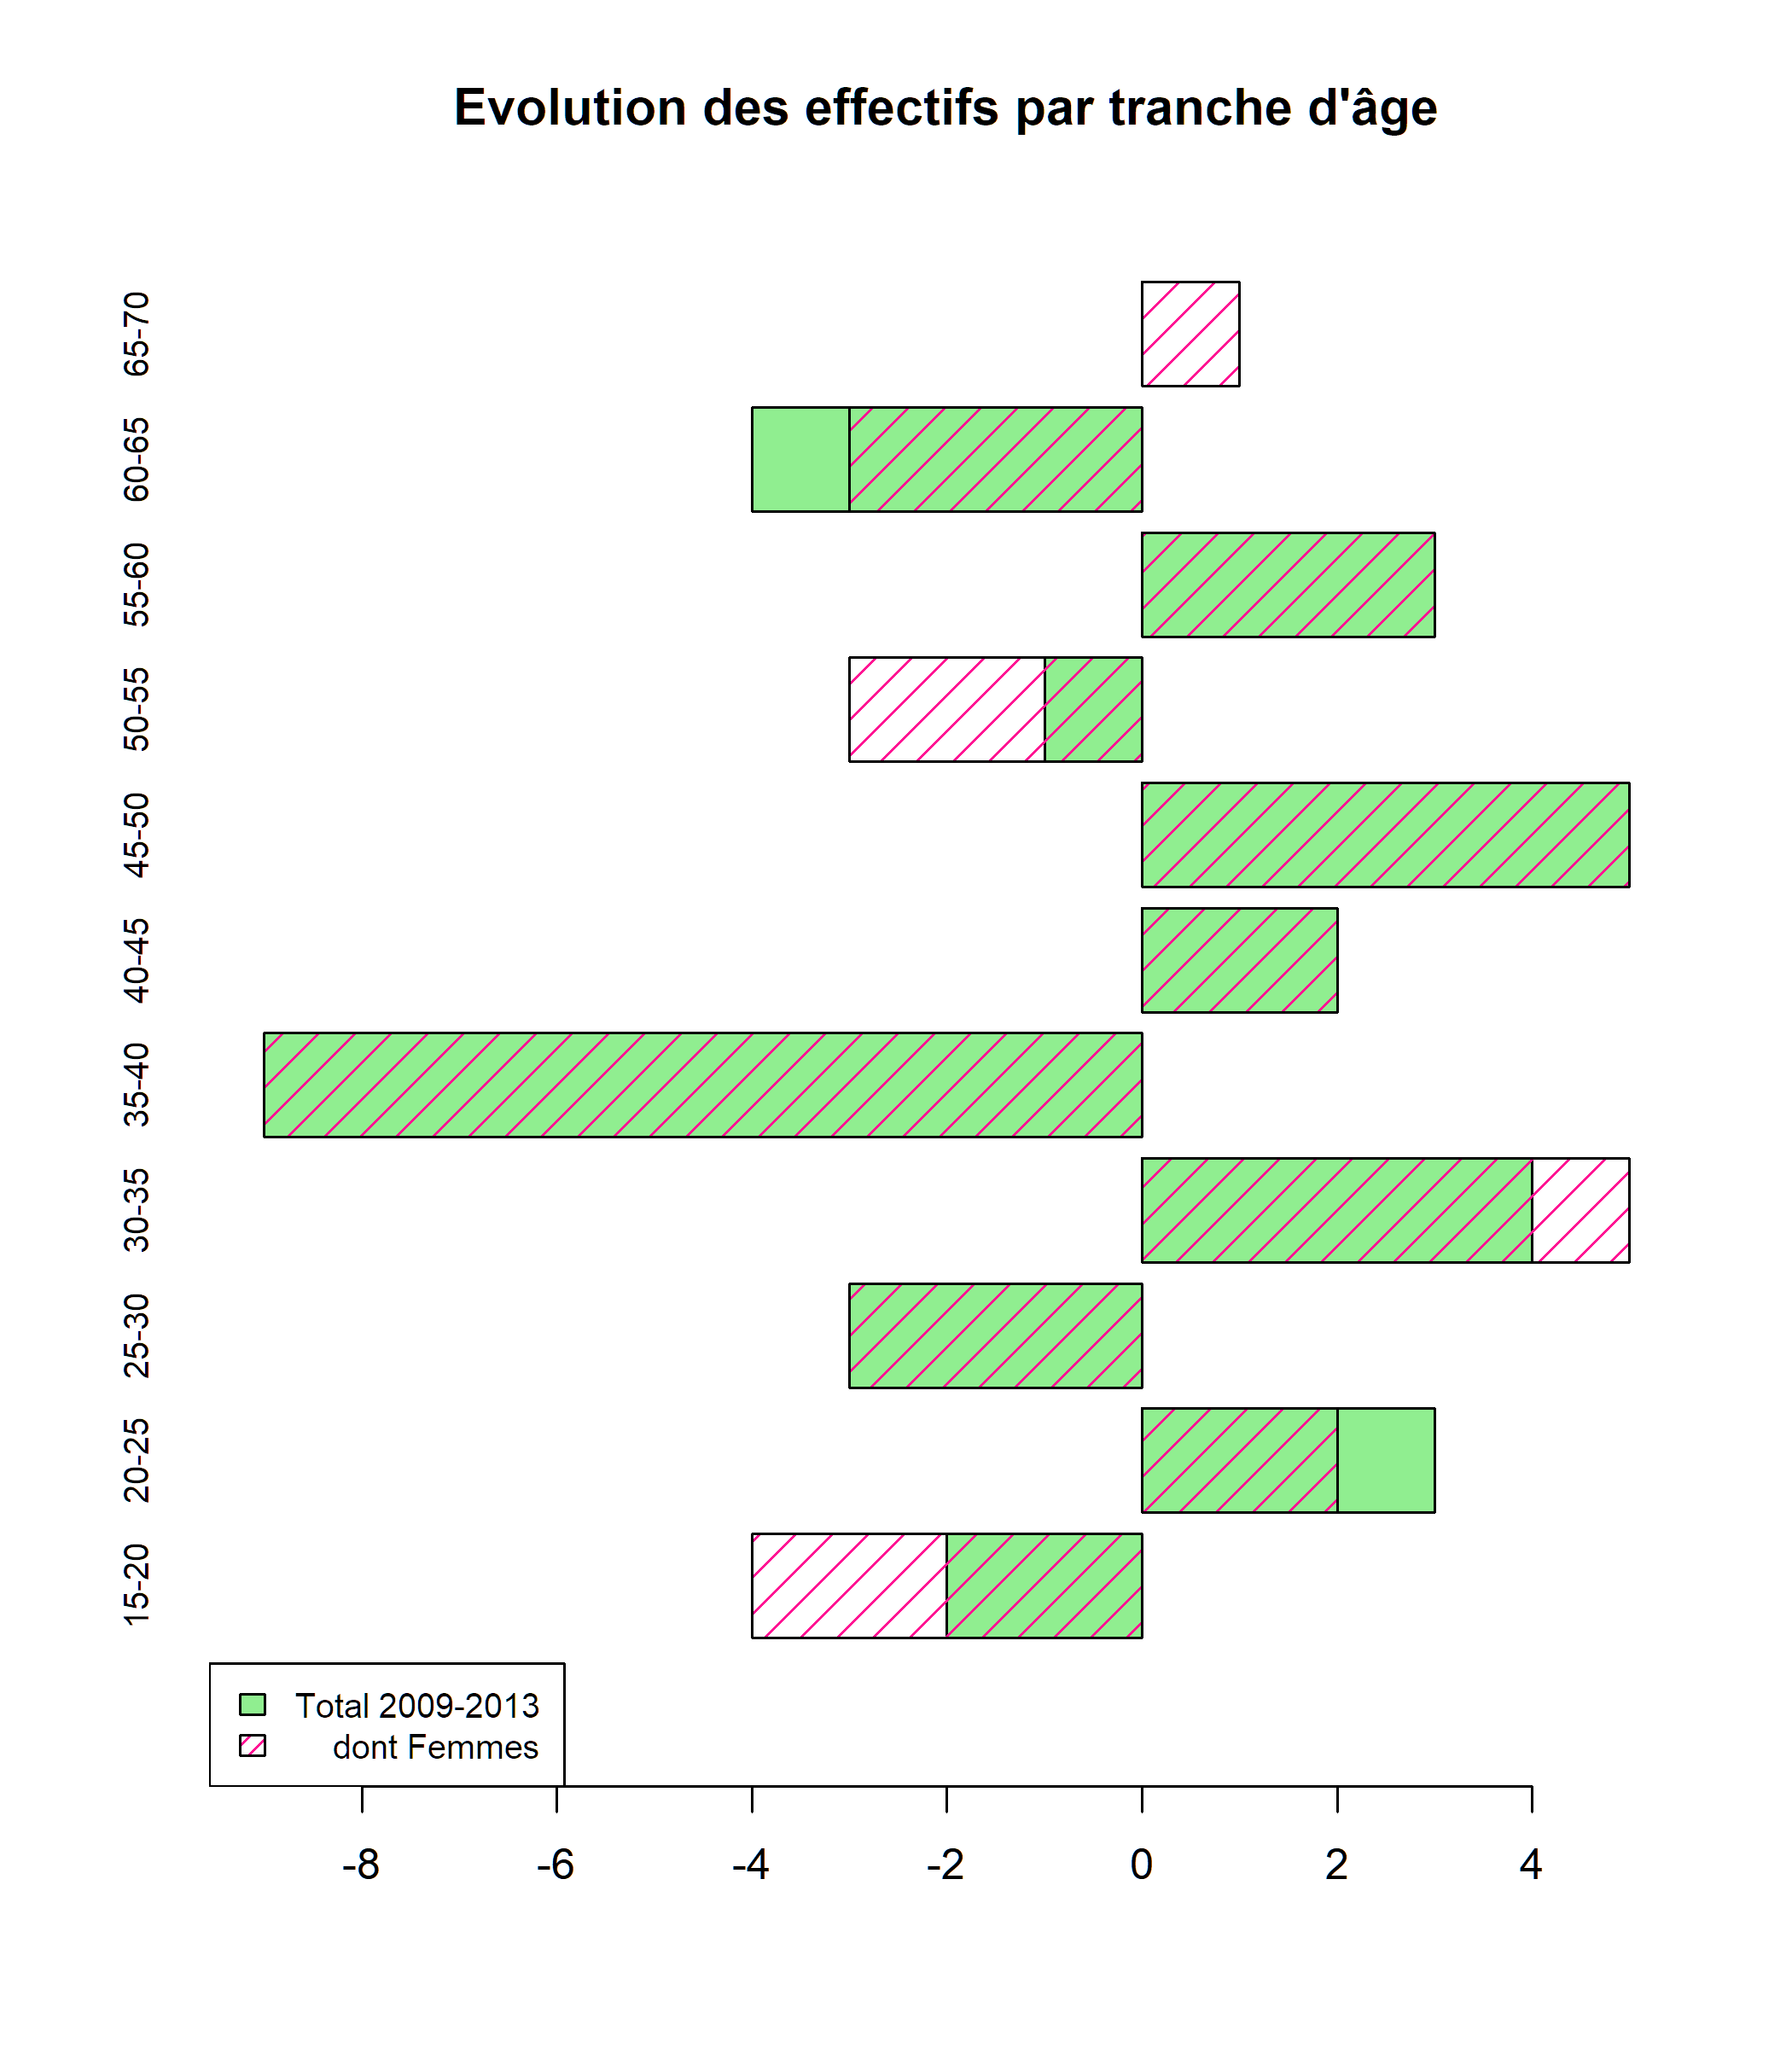 Evolution des effectifs par tranche d'âge
65-70
60-65
55-60
50-55
45-50
40-45
35-40
30-35
25-30
20-25
15-20
Total 2009-2013
dont Femmes
-8 -6 -4 -2 0 2 4